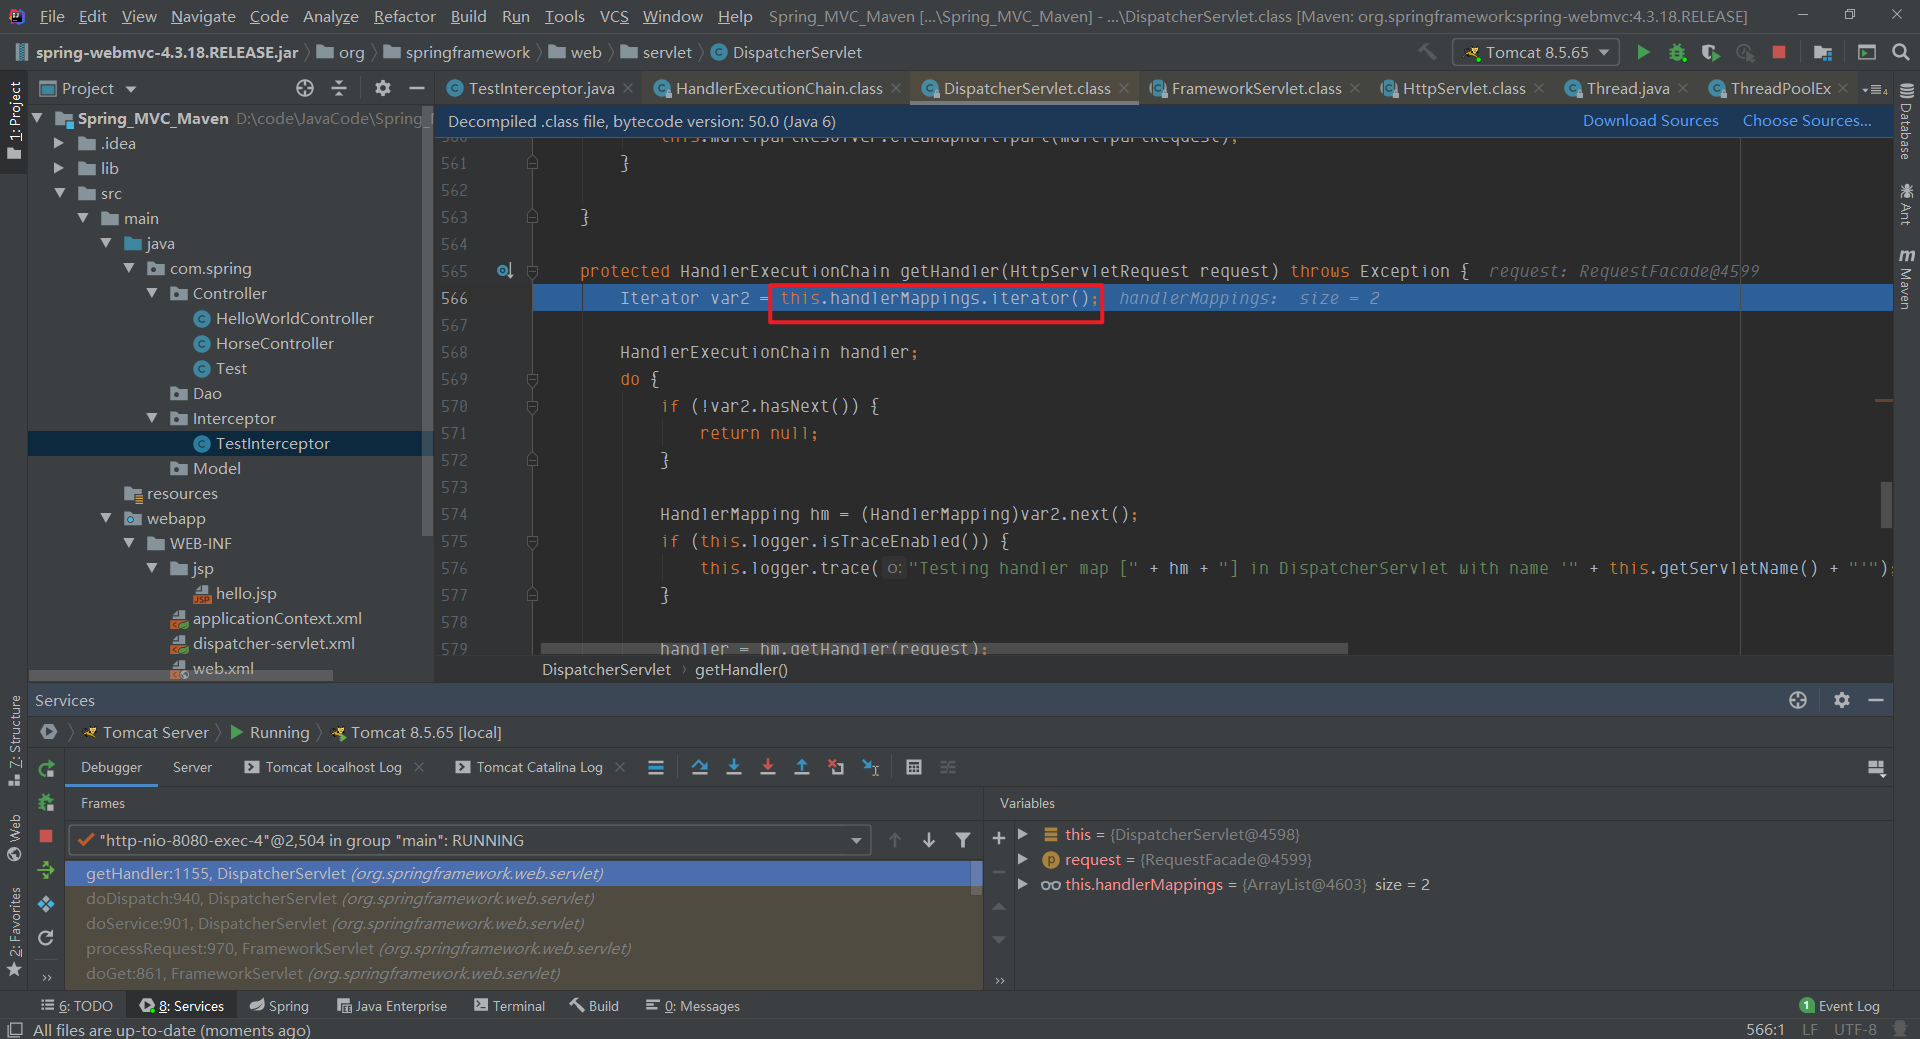 File Edit View Navigate Code Analyze Refactor Build Run Tools VCS Window Help Spring_MVC_Maven [...\Spring_MVC_Maven] - ...\DispatcherServlet.class [Maven: org.springframework:spring-webmvc:4.3.18.RELEASE]
spring-webmvc-4.3.18.RELEASE.jar org springframework web servlet DispatcherServlet Tomcat 8.5.65
1: Project
Project
TestInterceptor.java HandlerExecutionChain.class DispatcherServlet.class FrameworkServlet.class HttpServlet.class Thread.java ThreadPoolEx
Database
Ant
Maven
Spring_MVC_Maven D:\code\JavaCode\Spring_
.idea
lib
src
main
java
com.spring
Controller
HelloWorldController
HorseController
Test
Dao
Interceptor
TestInterceptor
Model
resources
webapp
WEB-INF
jsp
hello.jsp
applicationContext.xml
dispatcher-servlet.xml
web.xml
Decompiled .class file, bytecode version: 50.0 (Java 6) Download Sources Choose Sources...
560 this.multipartResolver.cleanupMultipart(multipartRequest);
561 }
562
563 }
564
565 protected HandlerExecutionChain getHandler(HttpServletRequest request) throws Exception { request: RequestFacade@4599
566 Iterator var2 = this.handlerMappings.iterator(); handlerMappings: size = 2
567
568 HandlerExecutionChain handler;
569 do {
570 if (!var2.hasNext()) {
571 return null;
572 }
573
574 HandlerMapping hm = (HandlerMapping)var2.next();
575 if (this.logger.isTraceEnabled()) {
576 this.logger.trace( o: "Testing handler map [" + hm + "] in DispatcherServlet with name '" + this.getServletName() + "'");
577 }
578
579 handler = hm.getHandler(request);
DispatcherServlet › getHandler()
7: Structure
Web
2: Favorites
Services
Tomcat Server Running Tomcat 8.5.65 [local]
Debugger Server Tomcat Localhost Log Tomcat Catalina Log
Frames
"http-nio-8080-exec-4"@2,504 in group "main": RUNNING
getHandler:1155, DispatcherServlet (org.springframework.web.servlet)
doDispatch:940, DispatcherServlet (org.springframework.web.servlet)
doService:901, DispatcherServlet (org.springframework.web.servlet)
processRequest:970, FrameworkServlet (org.springframework.web.servlet)
doGet:861, FrameworkServlet (org.springframework.web.servlet)
Variables
this = {DispatcherServlet@4598}
request = {RequestFacade@4599}
this.handlerMappings = {ArrayList@4603} size = 2
6: TODO 8: Services Spring Java Enterprise Terminal Build 0: Messages 1 Event Log
All files are up-to-date (moments ago) 566:1 LF UTF-8